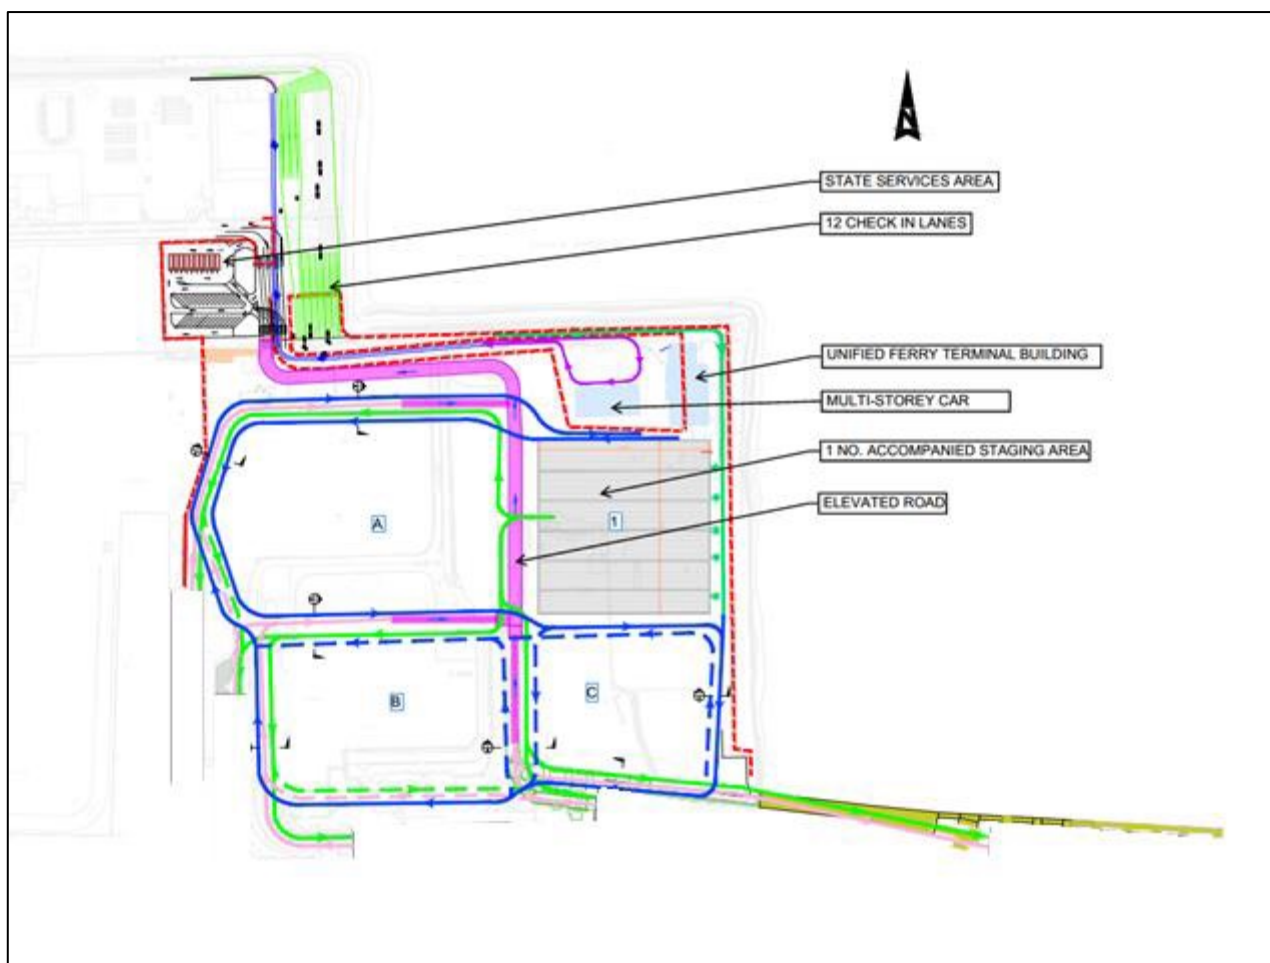 N
STATE SERVICES AREA
12 CHECK IN LANES
UNIFIED FERRY TERMINAL BUILDING
MULTI-STOREY CAR
1 NO. ACCOMPANIED STAGING AREA
ELEVATED ROAD
A
1
B
C